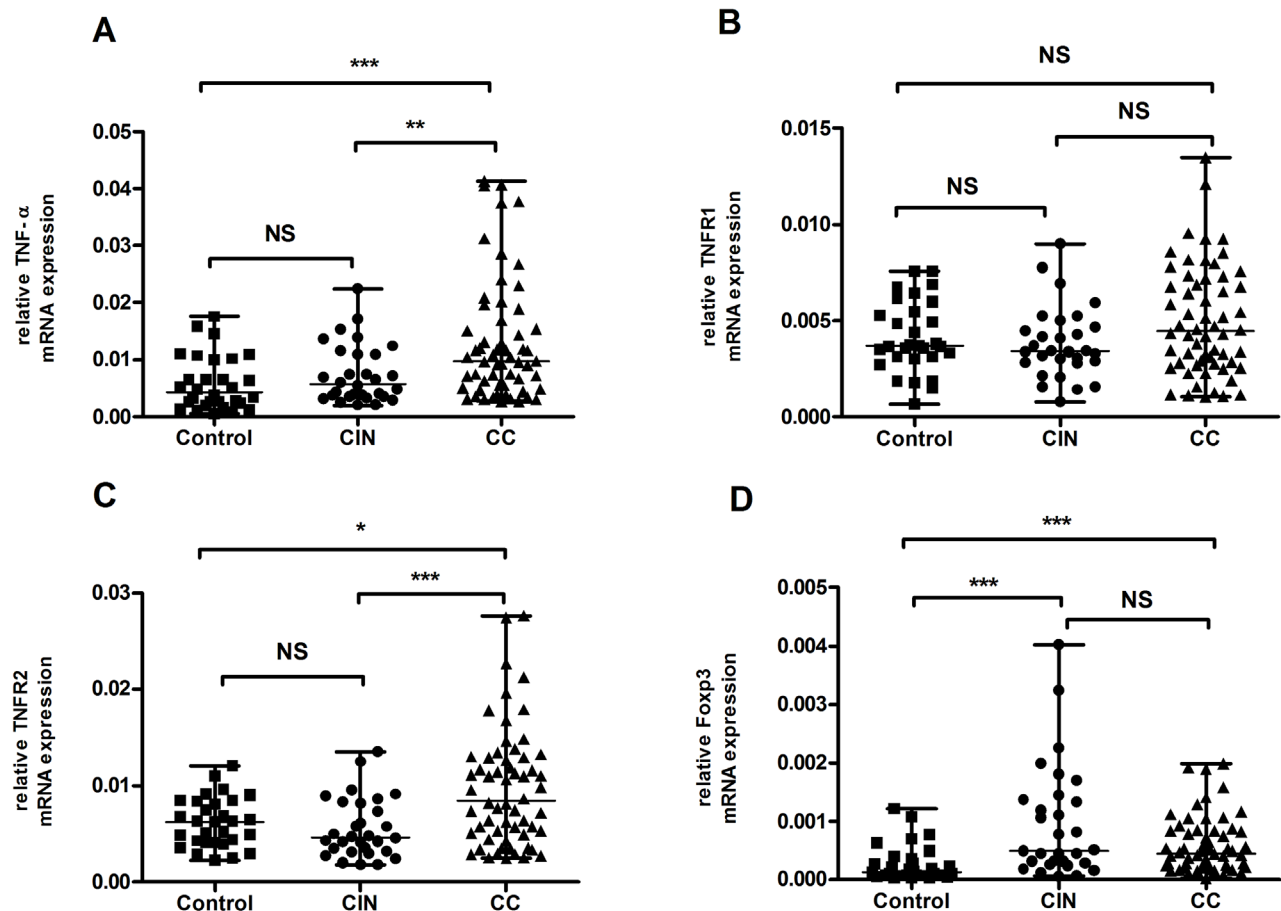 A
***
**
NS
relative TNF-α
mRNA expression
0.05
0.04
0.03
0.02
0.01
0.00
Control CIN CC
B
NS
NS
NS
relative TNFR1
mRNA expression
0.015
0.010
0.005
0.000
Control CIN CC
C
*
***
NS
relative TNFR2
mRNA expression
0.03
0.02
0.01
0.00
Control CIN CC
D
***
***
NS
relative Foxp3
mRNA expression
0.005
0.004
0.003
0.002
0.001
0.000
Control CIN CC